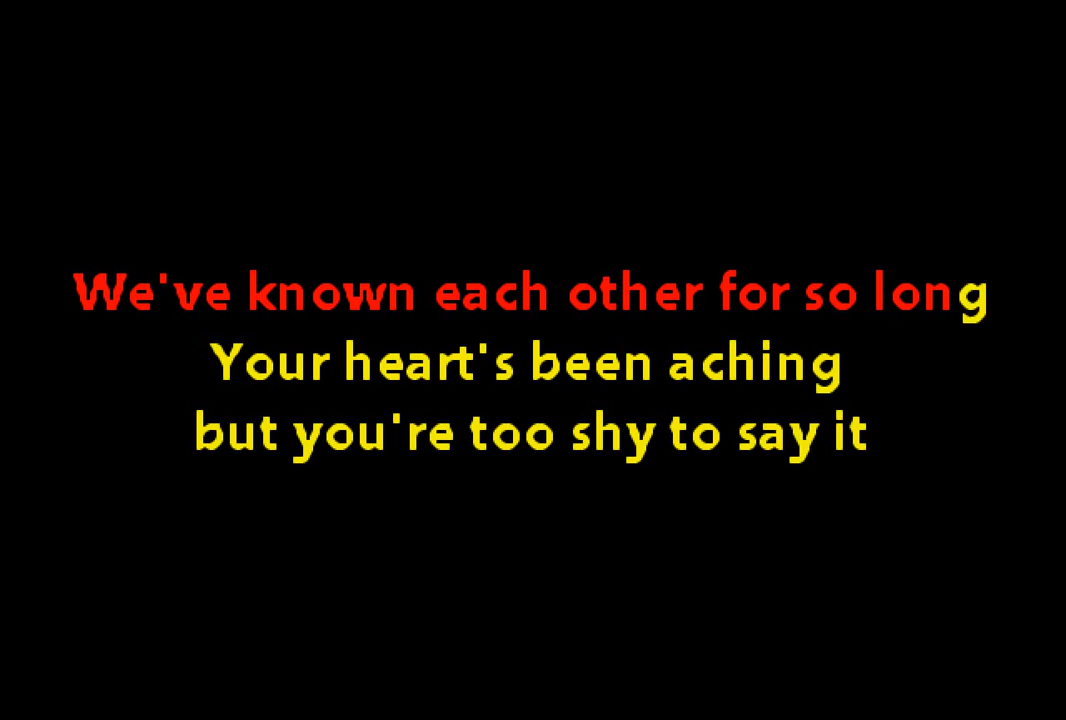 We've known each other for so long
Your heart's been aching
but you're too shy to say it